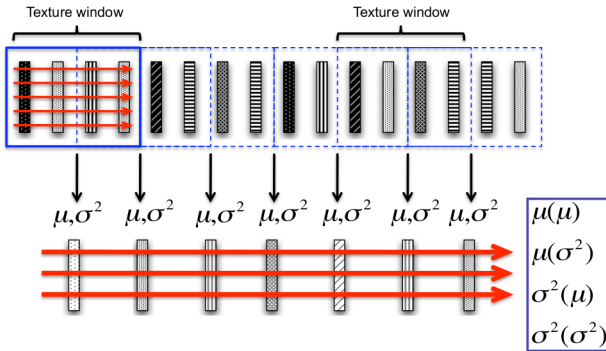 Texture window Texture window
μ,σ² μ,σ² μ,σ² μ,σ² μ,σ² μ,σ² μ,σ²
μ(μ)
μ(σ²)
σ²(μ)
σ²(σ²)